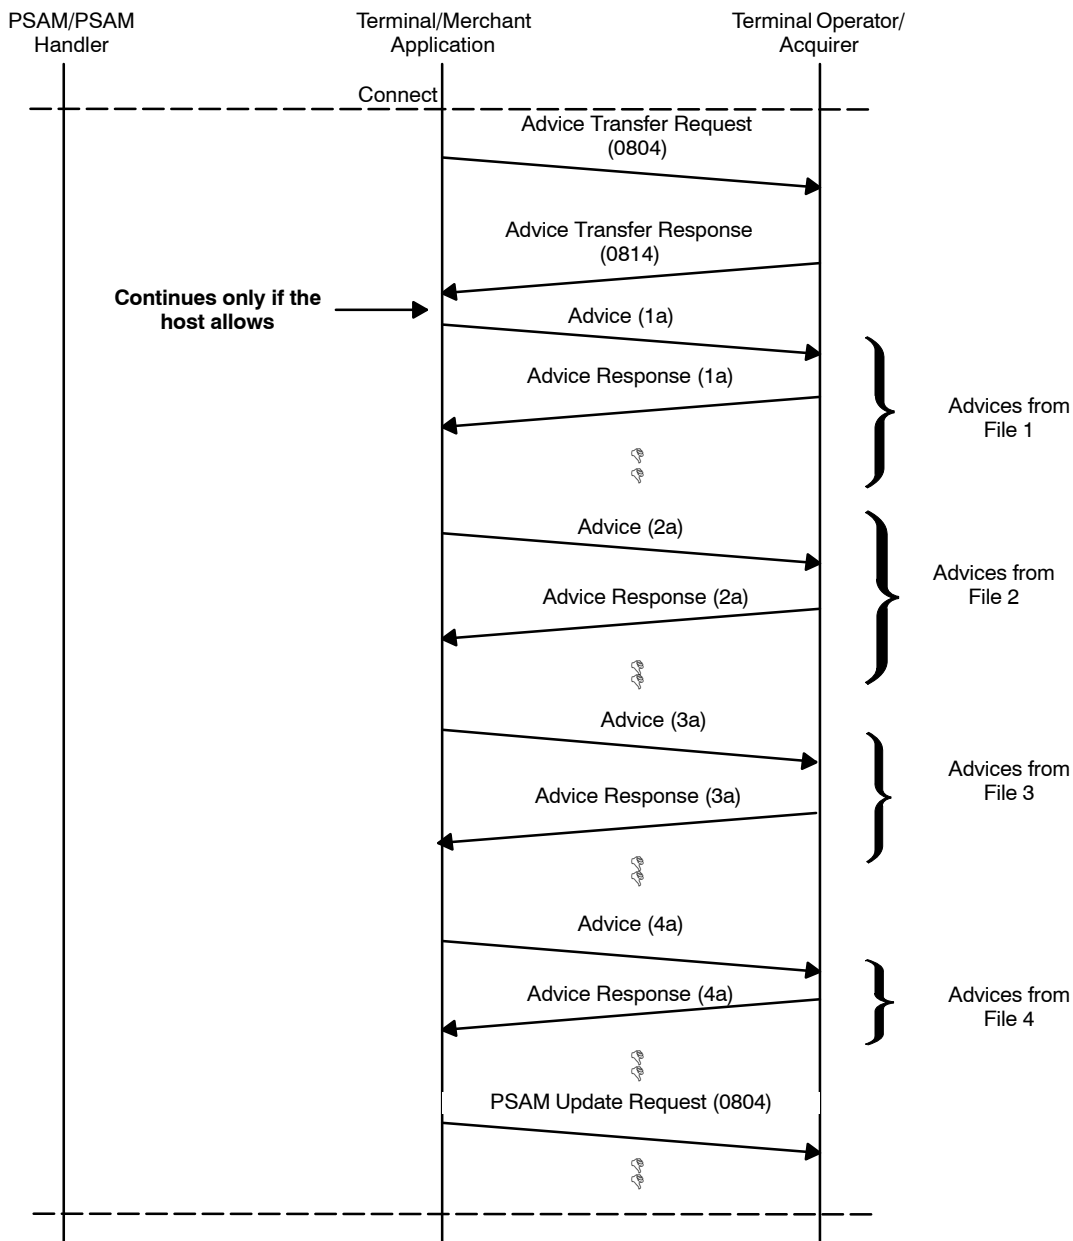 PSAM/PSAM
Handler
Terminal/Merchant
Application
Terminal Operator/
Acquirer
Connect
Advice Transfer Request
(0804)
Advice Transfer Response
(0814)
Continues only if the
host allows
Advice (1a)
Advice Response (1a)
Advices from
File 1
Advice (2a)
Advices from
File 2
Advice Response (2a)
Advice (3a)
Advices from
File 3
Advice Response (3a)
Advice (4a)
Advice Response (4a)
Advices from
File 4
PSAM Update Request (0804)